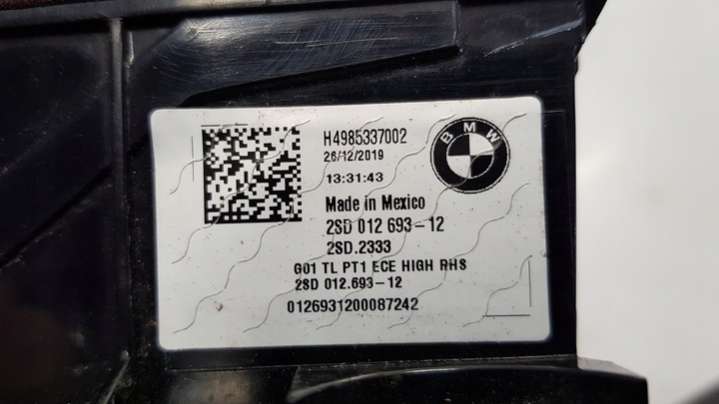 H4985337002
26/12/2019
13:31:43
BMW
Made in Mexico
2SD 012 693-12
2SD.2333
G01 TL PT1 ECE HIGH RHS
2SD 012.693-12
0126931200087242